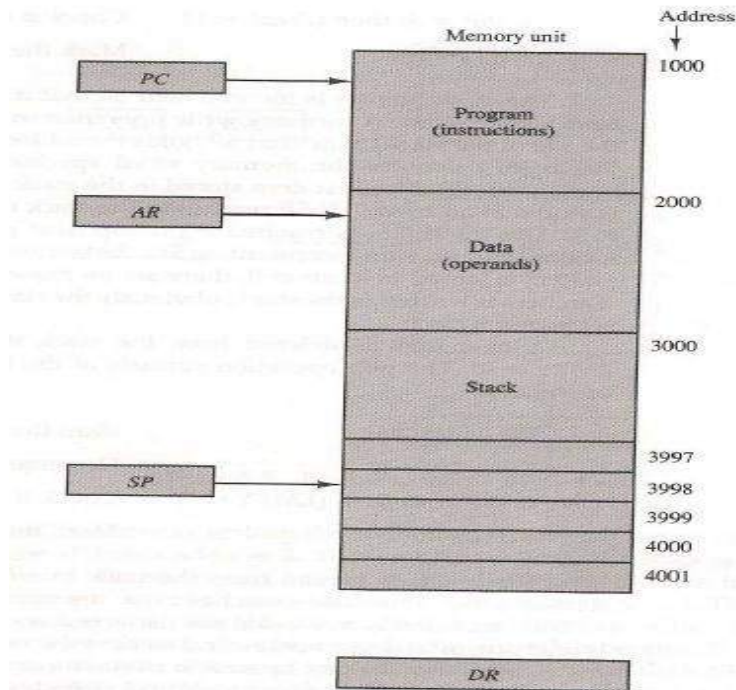 Address
Memory unit
1000
PC
Program
(instructions)
2000
AR
Data
(operands)
3000
Stack
3997
SP
3998
3999
4000
4001
DR